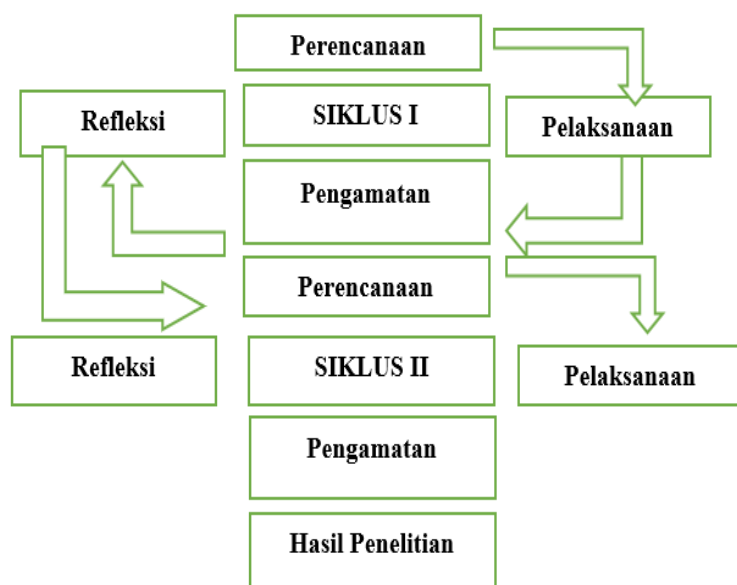 Perencanaan
Refleksi
SIKLUS I
Pelaksanaan
Pengamatan
Perencanaan
Refleksi
SIKLUS II
Pelaksanaan
Pengamatan
Hasil Penelitian